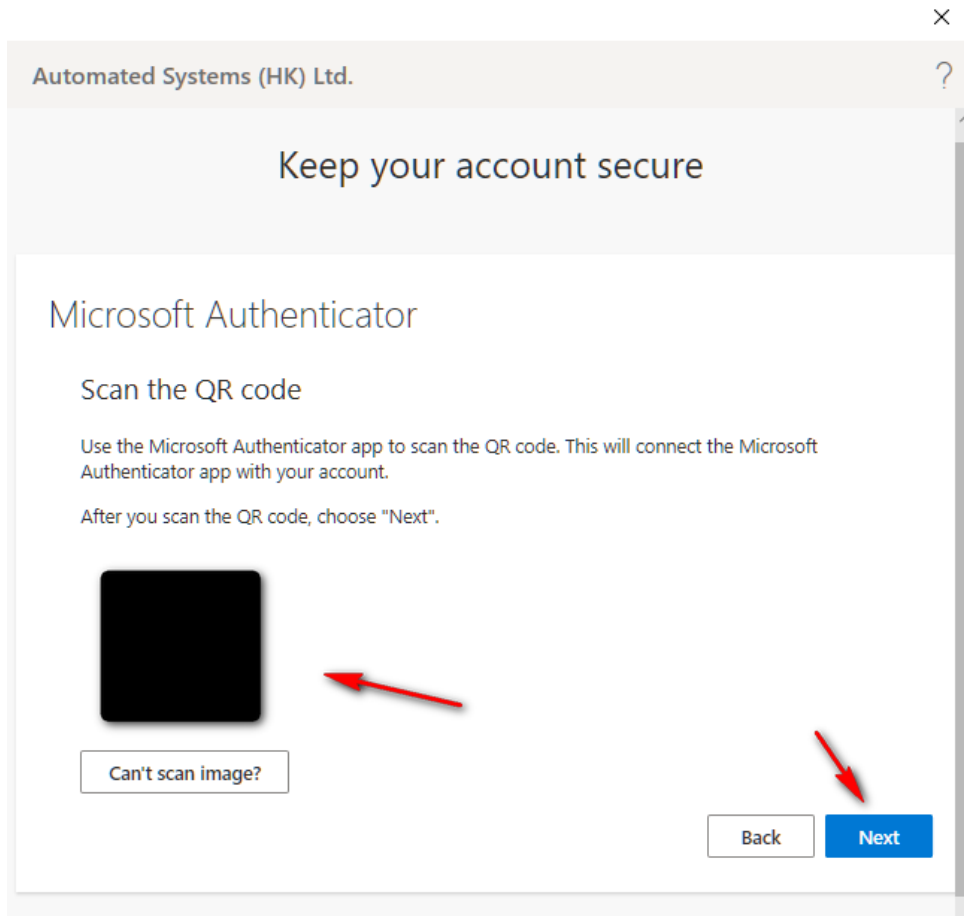 Automated Systems (HK) Ltd.
?
Keep your account secure
Microsoft Authenticator
Scan the QR code
Use the Microsoft Authenticator app to scan the QR code. This will connect the Microsoft
Authenticator app with your account.
After you scan the QR code, choose "Next".
Can't scan image?
Back
Next